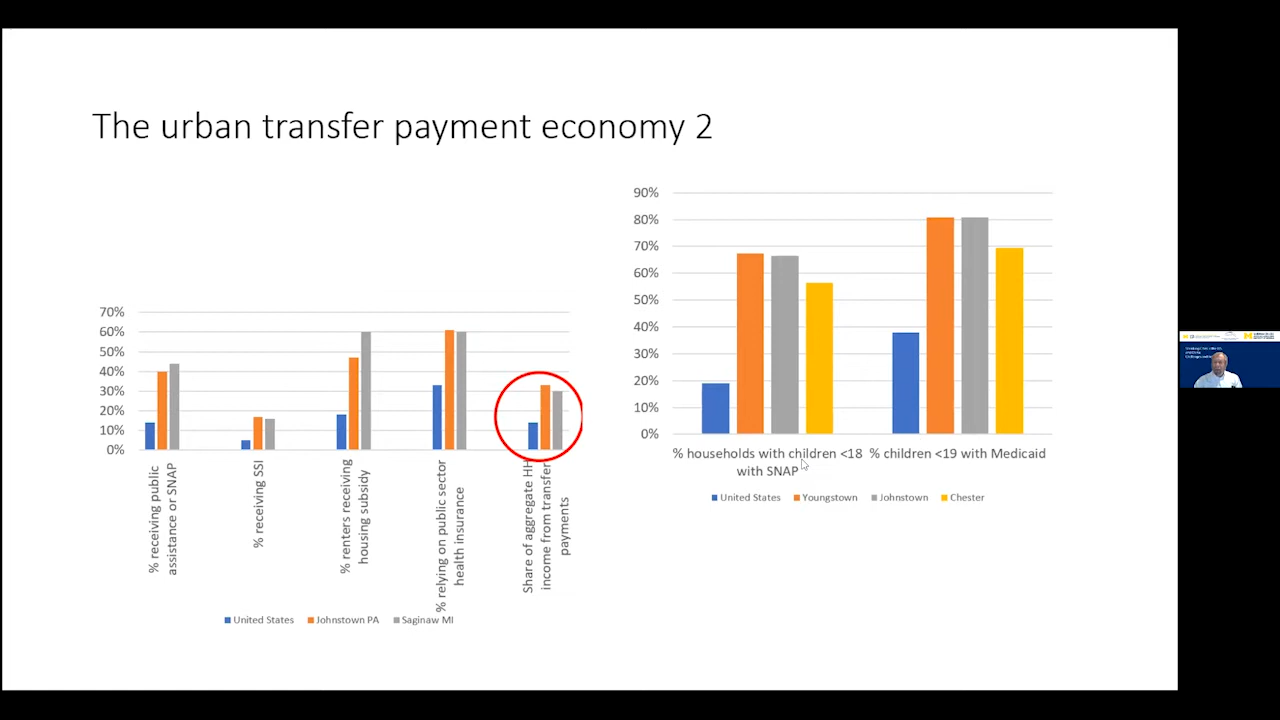 The urban transfer payment economy 2
70%
60%
50%
40%
30%
20%
10%
0%
% receiving public
assistance or SNAP
% receiving SSI
% renters receiving
housing subsidy
% relying on public sector
health insurance
Share of aggregate HH
income from transfer
payments
United States Johnstown PA Saginaw MI
90%
80%
70%
60%
50%
40%
30%
20%
10%
0%
% households with children <18
with SNAP
% children <19 with Medicaid
United States Youngstown Johnstown Chester